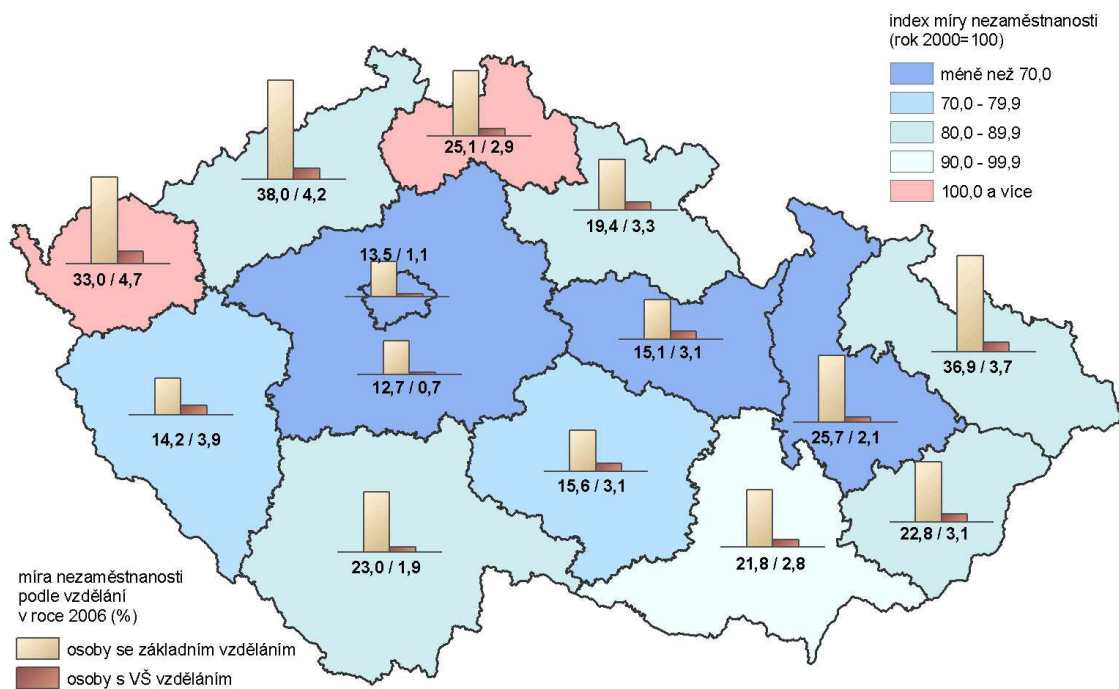 index míry nezaměstnanosti
(rok 2000=100)
méně než 70,0
70,0 - 79,9
80,0 - 89,9
90,0 - 99,9
100,0 a více
25,1 / 2,9
38,0 / 4,2
19,4 / 3,3
33,0 / 4,7
13,5 / 1,1
15,1 / 3,1
36,9 / 3,7
12,7 / 0,7
14,2 / 3,9
25,7 / 2,1
15,6 / 3,1
22,8 / 3,1
23,0 / 1,9
21,8 / 2,8
míra nezaměstnanosti
podle vzdělání
v roce 2006 (%)
osoby se základním vzděláním
osoby s VŠ vzděláním